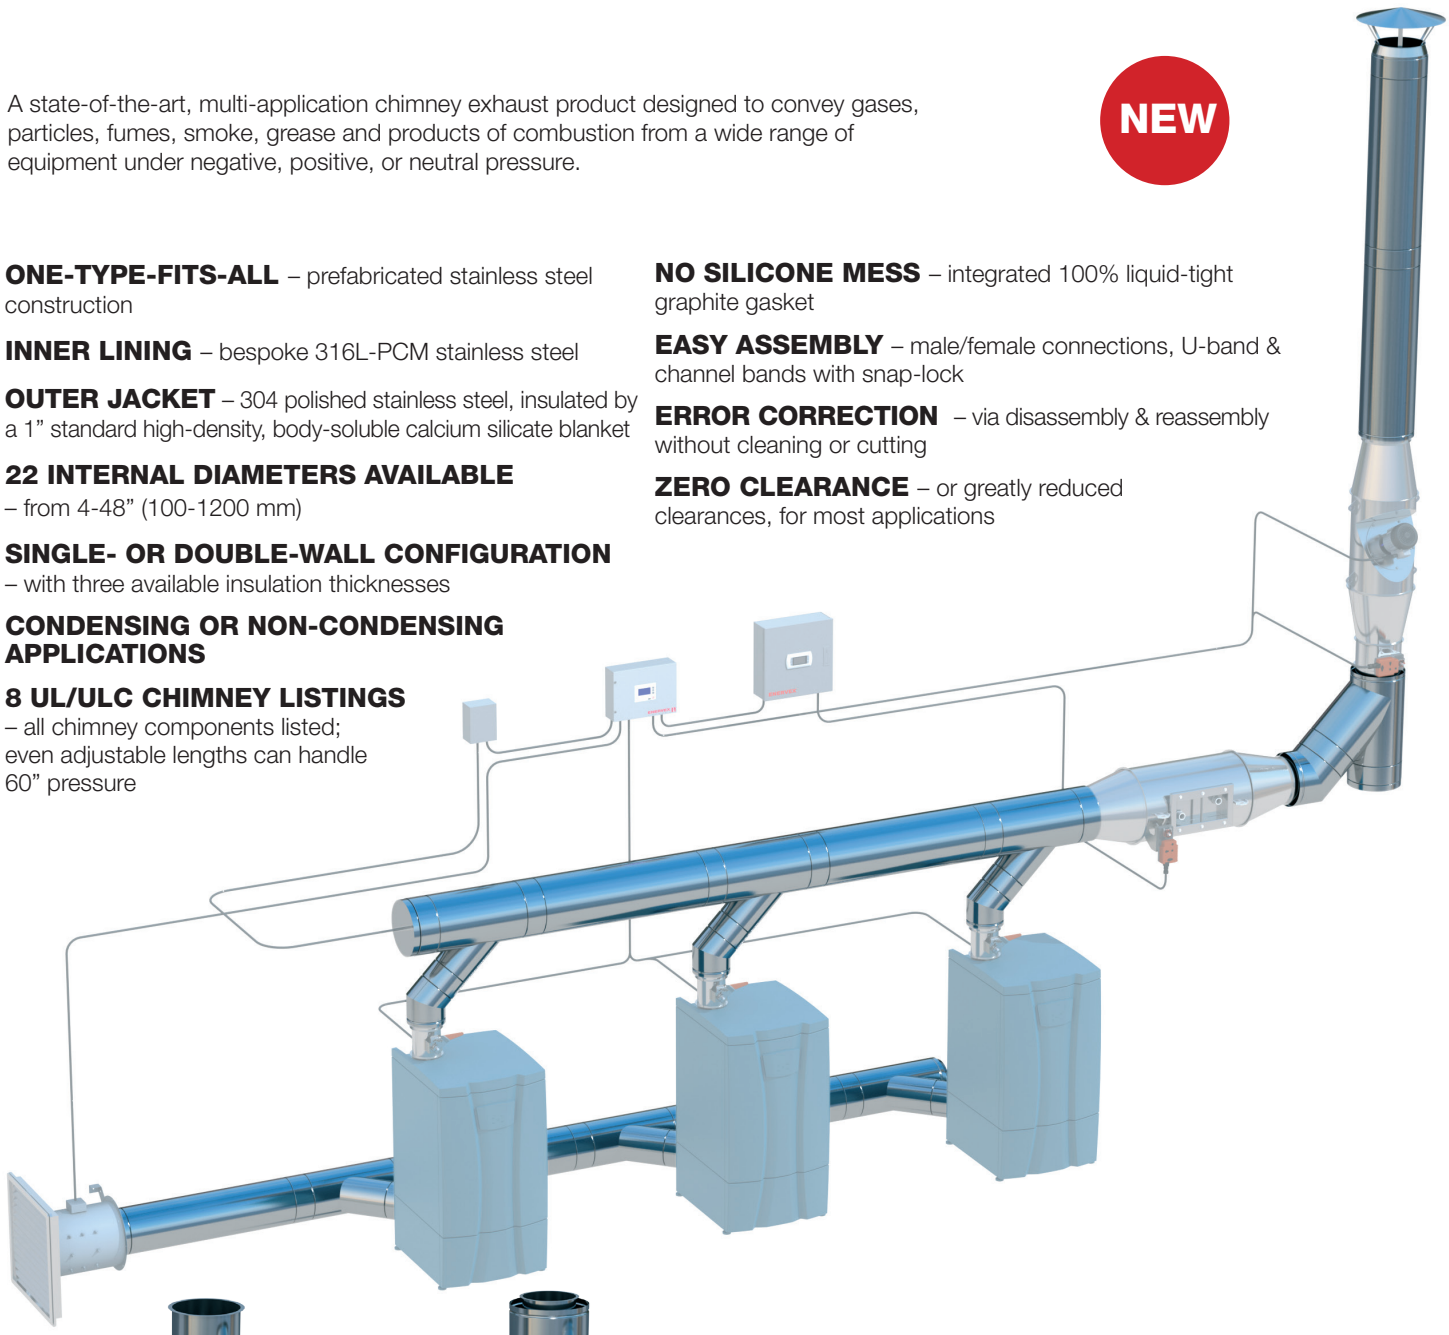 A state-of-the-art, multi-application chimney exhaust product designed to convey gases,
particles, fumes, smoke, grease and products of combustion from a wide range of
equipment under negative, positive, or neutral pressure.
NEW
ONE-TYPE-FITS-ALL – prefabricated stainless steel
construction
INNER LINING – bespoke 316L-PCM stainless steel
OUTER JACKET – 304 polished stainless steel, insulated by
a 1” standard high-density, body-soluble calcium silicate blanket
22 INTERNAL DIAMETERS AVAILABLE
– from 4-48” (100-1200 mm)
SINGLE- OR DOUBLE-WALL CONFIGURATION
– with three available insulation thicknesses
CONDENSING OR NON-CONDENSING
APPLICATIONS
8 UL/ULC CHIMNEY LISTINGS
– all chimney components listed;
even adjustable lengths can handle
60” pressure
NO SILICONE MESS – integrated 100% liquid-tight
graphite gasket
EASY ASSEMBLY – male/female connections, U-band &
channel bands with snap-lock
ERROR CORRECTION – via disassembly & reassembly
without cleaning or cutting
ZERO CLEARANCE – or greatly reduced
clearances, for most applications